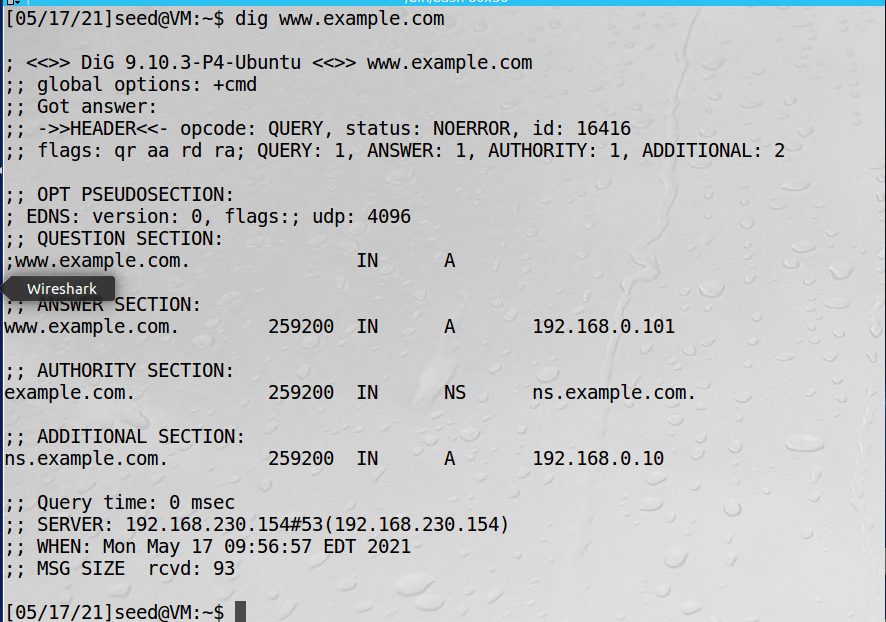 [05/17/21]seed@VM:~$ dig www.example.com
; <<>> DiG 9.10.3-P4-Ubuntu <<>> www.example.com
;; global options: +cmd
;; Got answer:
;; ->>HEADER<<- opcode: QUERY, status: NOERROR, id: 16416
;; flags: qr aa rd ra; QUERY: 1, ANSWER: 1, AUTHORITY: 1, ADDITIONAL: 2
;; OPT PSEUDOSECTION:
; EDNS: version: 0, flags:; udp: 4096
;; QUESTION SECTION:
;www.example.com. IN A
Wireshark
;; ANSWER SECTION:
www.example.com. 259200 IN A 192.168.0.101
;; AUTHORITY SECTION:
example.com. 259200 IN NS ns.example.com.
;; ADDITIONAL SECTION:
ns.example.com. 259200 IN A 192.168.0.10
;; Query time: 0 msec
;; SERVER: 192.168.230.154#53(192.168.230.154)
;; WHEN: Mon May 17 09:56:57 EDT 2021
;; MSG SIZE rcvd: 93
[05/17/21]seed@VM:~$